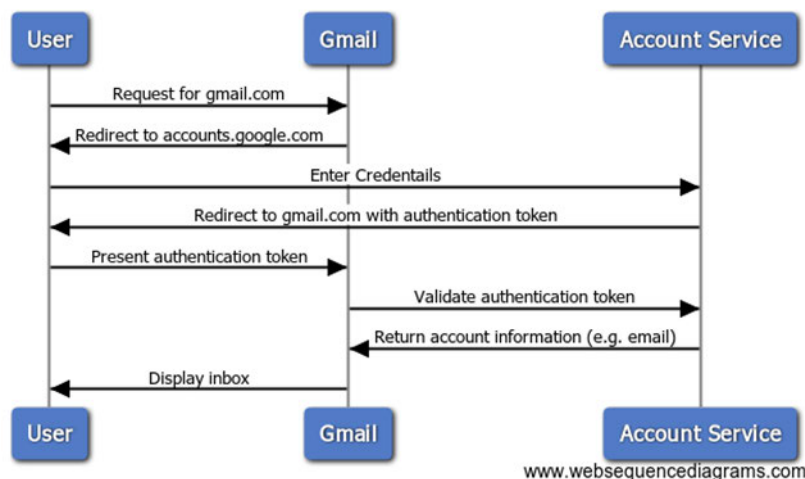 User Gmail Account Service
Request for gmail.com
Redirect to accounts.google.com
Enter Credentails
Redirect to gmail.com with authentication token
Present authentication token
Validate authentication token
Return account information (e.g. email)
Display inbox
User Gmail Account Service
www.websequencediagrams.com